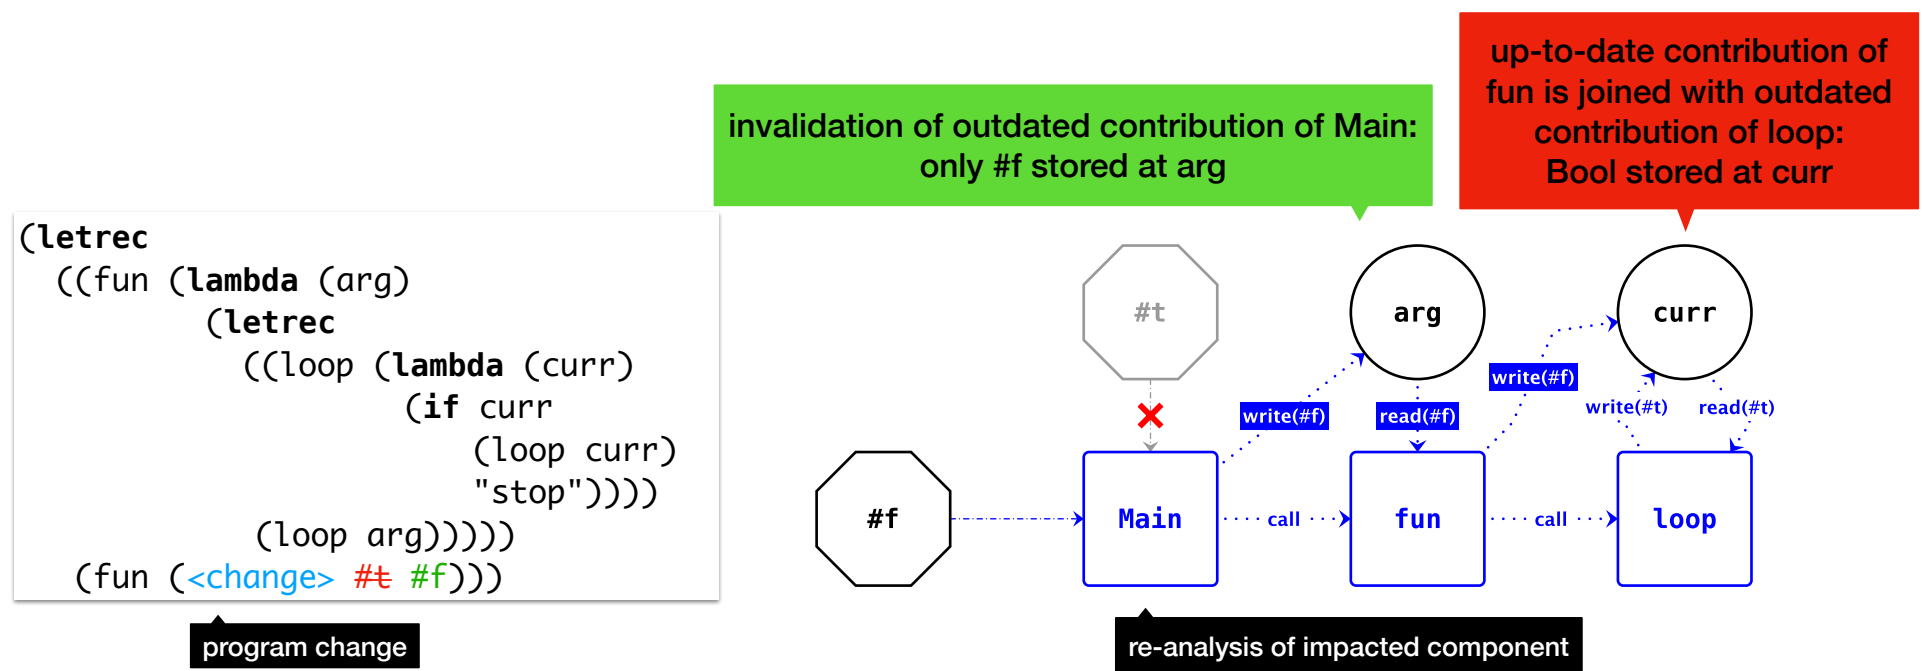 up-to-date contribution of
fun is joined with outdated
contribution of loop:
Bool stored at curr
invalidation of outdated contribution of Main:
only #f stored at arg
(letrec
((fun (lambda (arg)
(letrec
((loop (lambda (curr)
(if curr
(loop curr)
"stop"))))
(loop arg)))))
(fun (<change> #t #f)))
program change
#t
arg
curr
write(#f)
read(#f)
write(#f)
write(#t)
read(#t)
#f
Main
call
fun
call
loop
re-analysis of impacted component